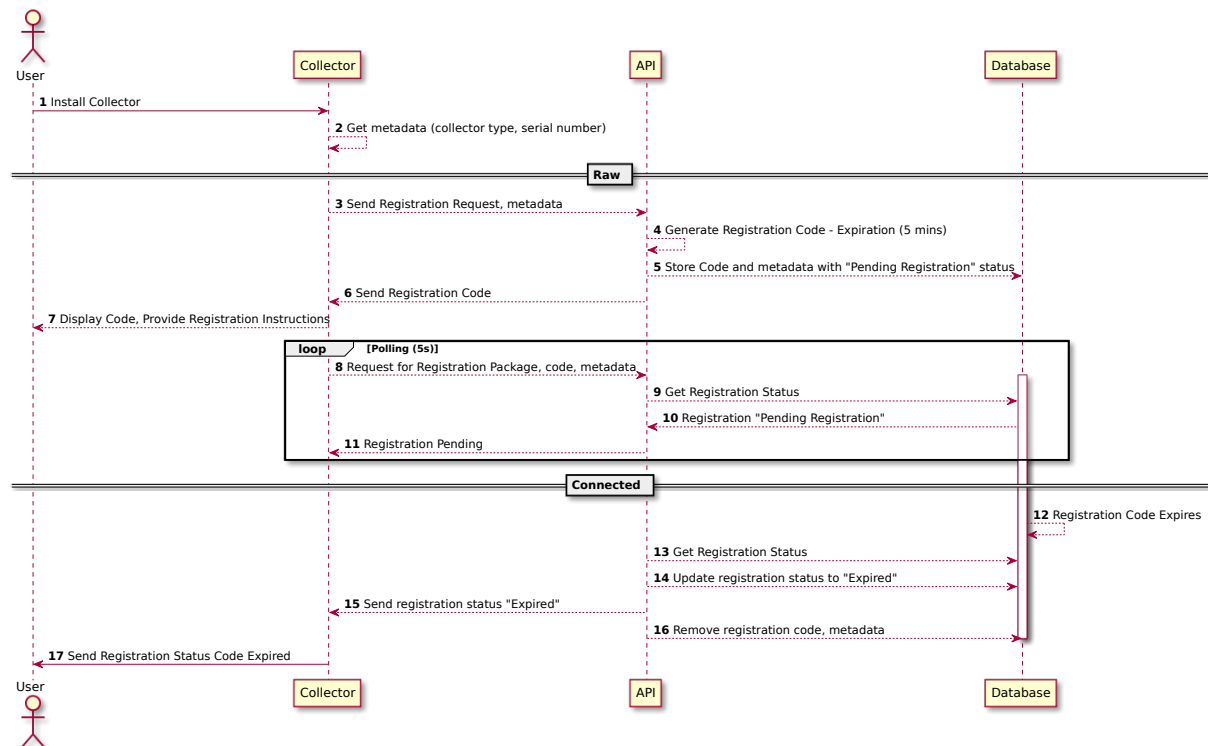 User
Collector
API
Database
1 Install Collector
2 Get metadata (collector type, serial number)
Raw
3 Send Registration Request, metadata
4 Generate Registration Code - Expiration (5 mins)
5 Store Code and metadata with "Pending Registration" status
6 Send Registration Code
7 Display Code, Provide Registration Instructions
loop [Polling (5s)]
8 Request for Registration Package, code, metadata
9 Get Registration Status
10 Registration "Pending Registration"
11 Registration Pending
Connected
12 Registration Code Expires
13 Get Registration Status
14 Update registration status to "Expired"
15 Send registration status "Expired"
16 Remove registration code, metadata
17 Send Registration Status Code Expired
User
Collector
API
Database